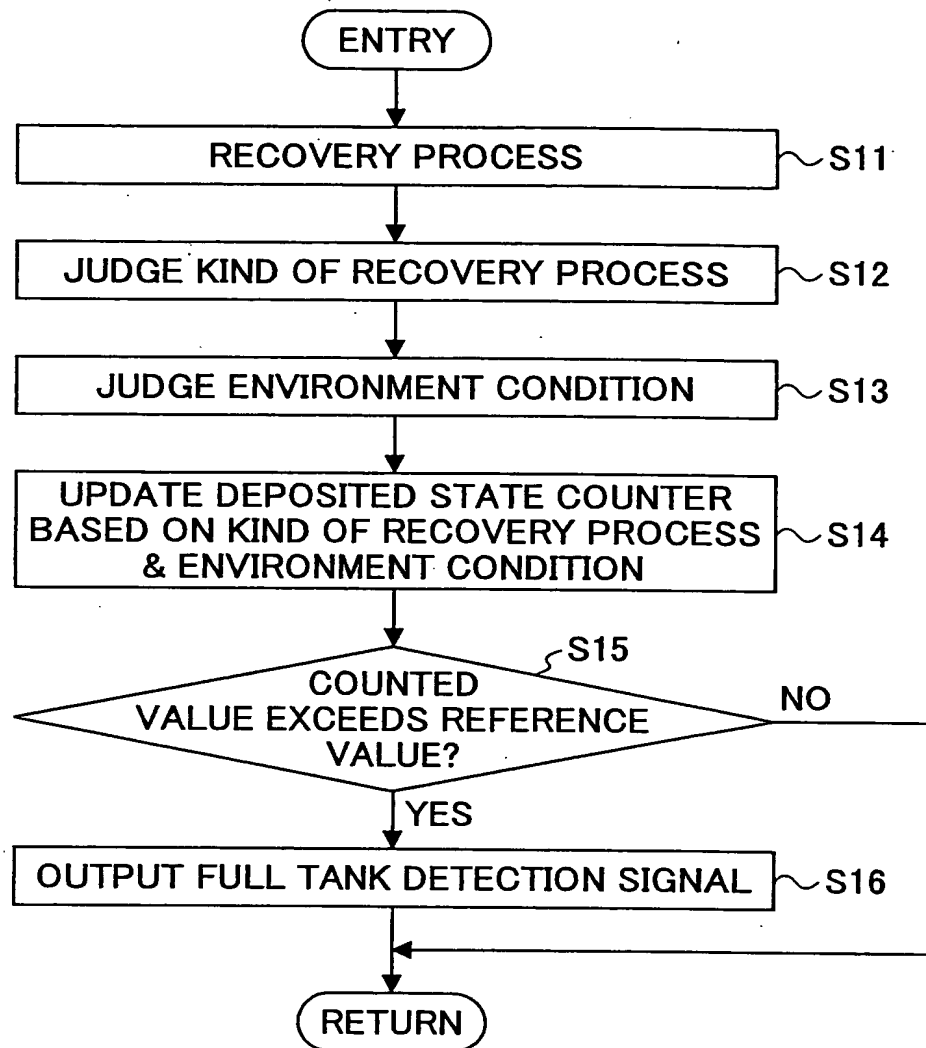 ENTRY
RECOVERY PROCESS
S11
JUDGE KIND OF RECOVERY PROCESS
S12
JUDGE ENVIRONMENT CONDITION
S13
UPDATE DEPOSITED STATE COUNTER
BASED ON KIND OF RECOVERY PROCESS
& ENVIRONMENT CONDITION
S14
S15
COUNTED
VALUE EXCEEDS REFERENCE
VALUE?
NO
YES
OUTPUT FULL TANK DETECTION SIGNAL
S16
RETURN